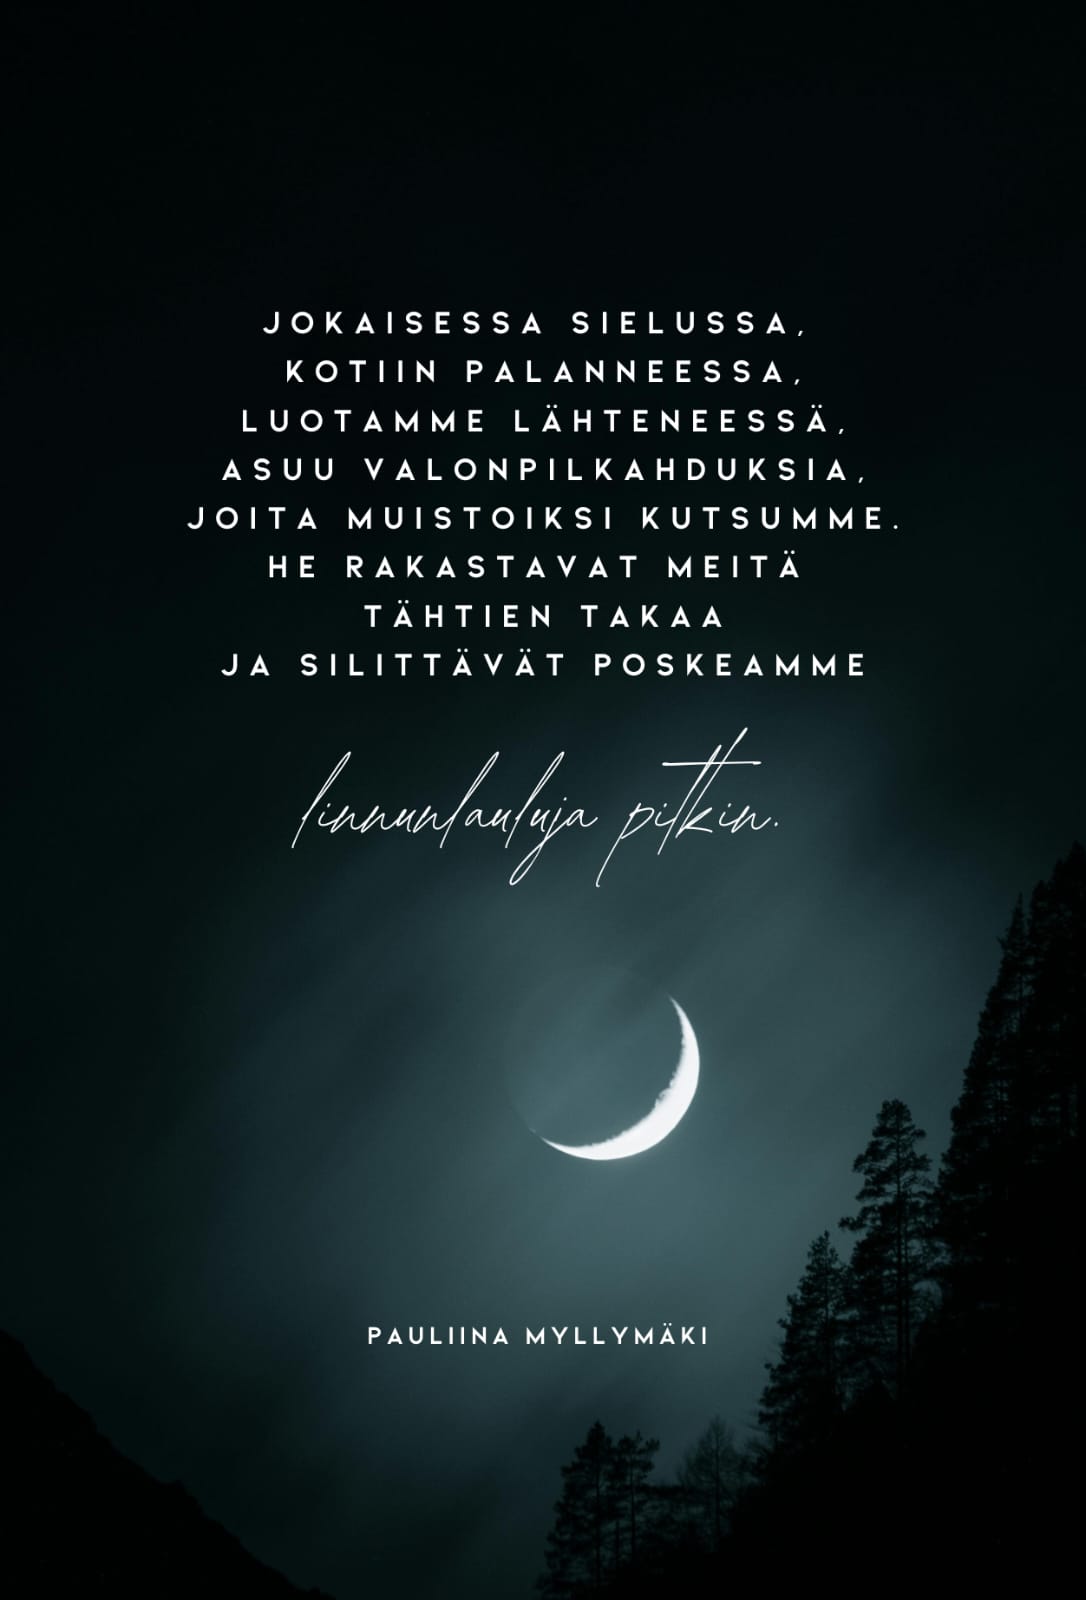 JOKAISESSA SIELUSSA,
KOTIIN PALANNEESSA,
LUOTAMME LÄHTENEESSÄ,
ASUU VALONPILKAHDUKSIA,
JOITA MUISTOIKSI KUTSUMME.
HE RAKASTAVAT MEITÄ
TÄHTIEN TAKAA
JA SILITTÄVÄT POSKEAMME
linnunlauluja pitkin.
PAULIINA MYLLYMÄKI